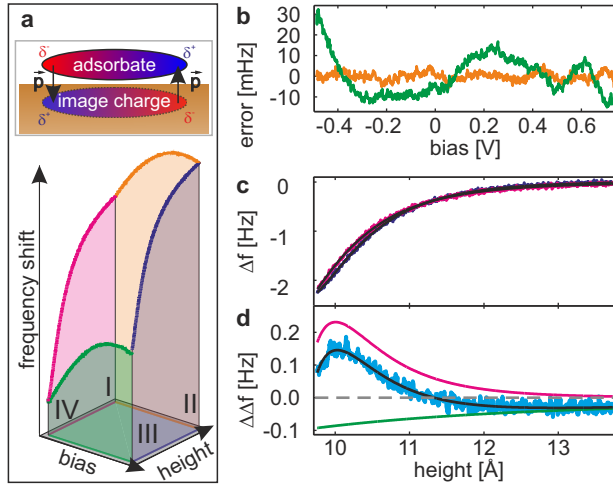 a
δ⁻ δ⁺
adsorbate
p⃗ p⃗
image charge
δ⁺ δ⁻
frequency shift
I
II
III
IV
bias
height
b
error [mHz]
30
20
10
0
-10
-0.4 -0.2 0 0.2 0.4 0.6
bias [V]
c
Δf [Hz]
0
-1
-2
d
ΔΔf [Hz]
0.2
0.1
0.0
-0.1
10 11 12 13
height [Å]